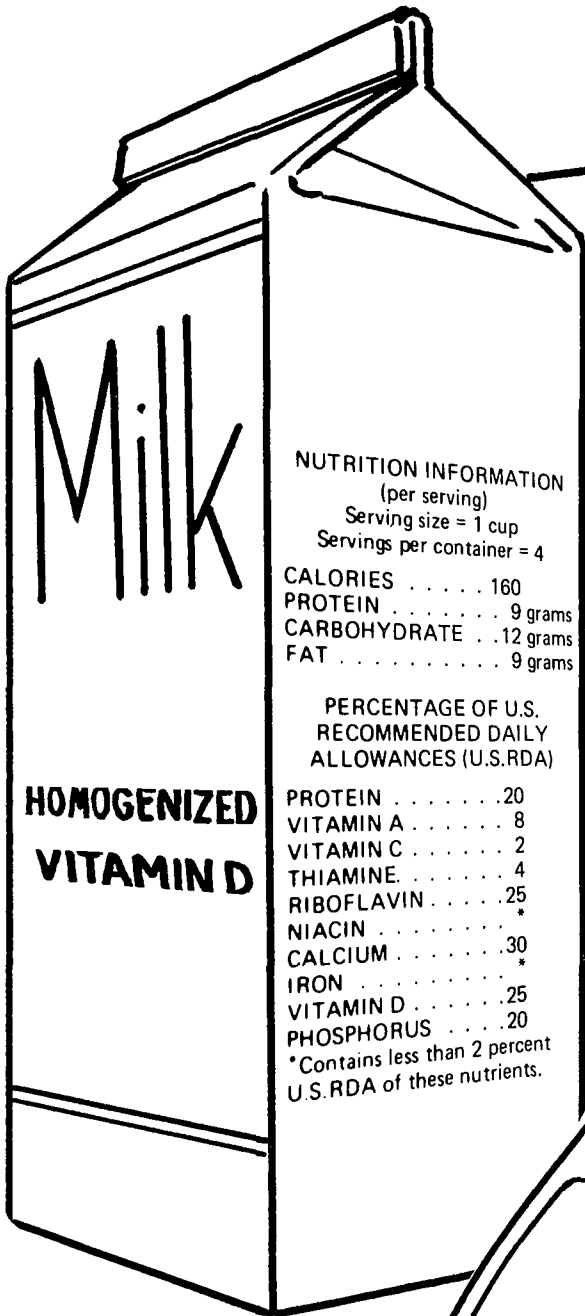 Milk
HOMOGENIZED
VITAMIN D
NUTRITION INFORMATION
(per serving)
Serving size = 1 cup
Servings per container = 4
CALORIES . . . . . 160
PROTEIN . . . . . . . 9 grams
CARBOHYDRATE . . 12 grams
FAT . . . . . . . . . . 9 grams
PERCENTAGE OF U.S.
RECOMMENDED DAILY
ALLOWANCES (U.S.RDA)
PROTEIN . . . . . . . 20
VITAMIN A . . . . . . 8
VITAMIN C . . . . . . 2
THIAMINE. . . . . . . 4
RIBOFLAVIN . . . . . 25
NIACIN . . . . . . . . *
CALCIUM . . . . . . . 30
IRON . . . . . . . . . *
VITAMIN D . . . . . . 25
PHOSPHORUS . . . . 20
*Contains less than 2 percent
U.S.RDA of these nutrients.